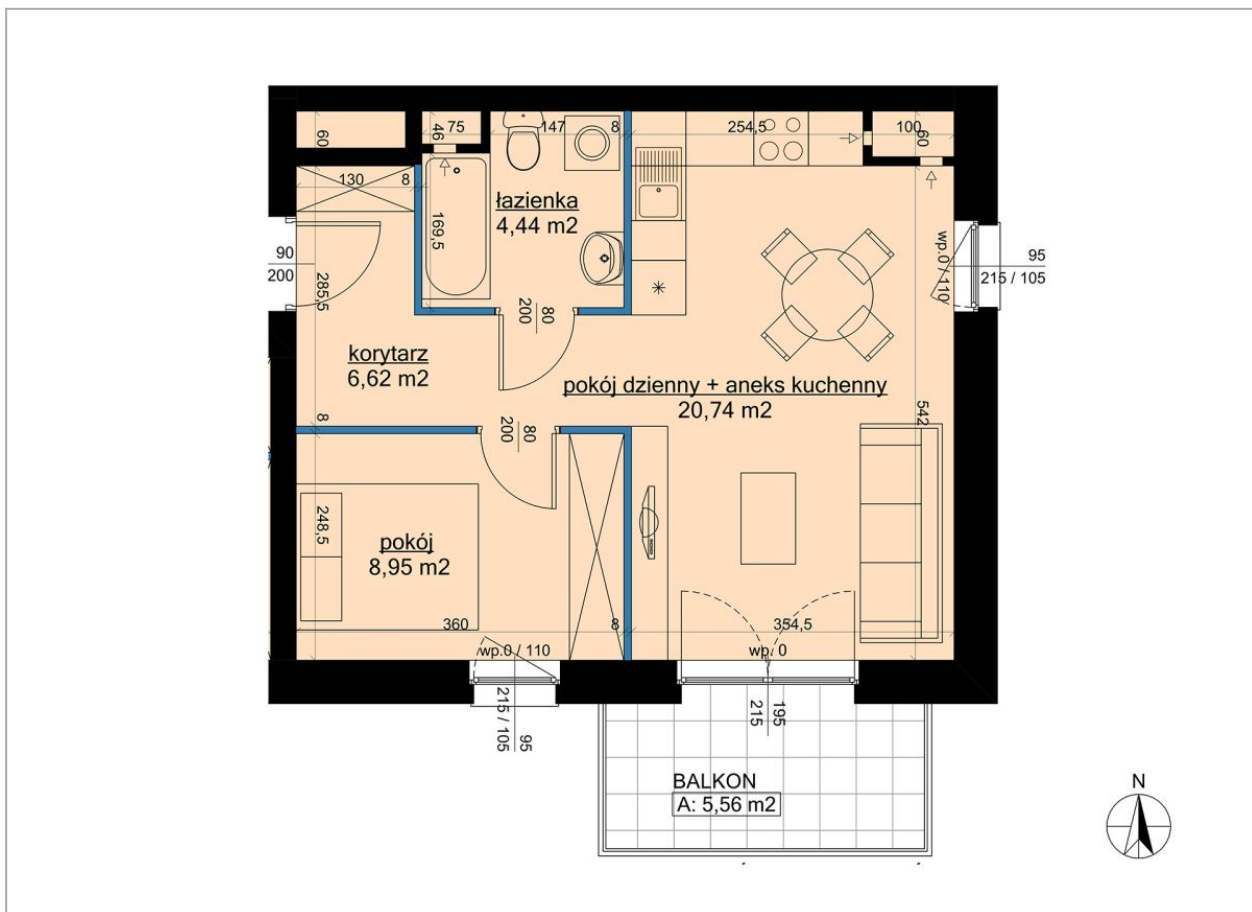 60
46
75
147
8
254,5
100
60
130
8
łazienka
4,44 m2
169,5
90
200
285,5
wp.0 / 110
95
215 / 105
80
200
korytarz
6,62 m2
pokój dzienny + aneks kuchenny
20,74 m2
542
8
80
200
248,5
pokój
8,95 m2
360
8
354,5
wp.0 / 110
wp. 0
215 / 105
95
215
195
BALKON
A: 5,56 m2
N